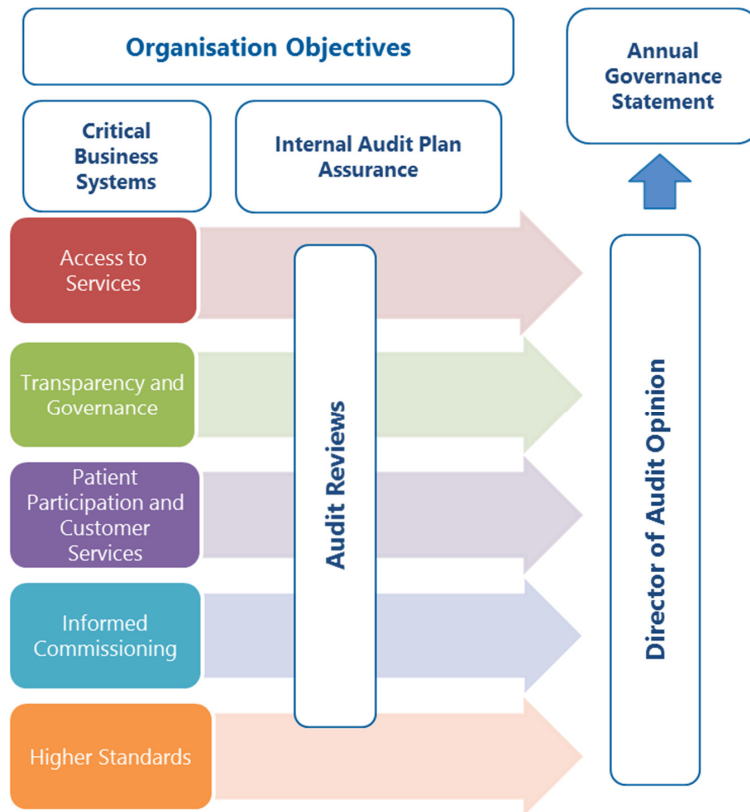 Organisation Objectives
Annual
Governance
Statement
Critical
Business
Systems
Internal Audit Plan
Assurance
Access to
Services
Transparency and
Governance
Patient
Participation and
Customer
Services
Informed
Commissioning
Higher Standards
Audit Reviews
Director of Audit Opinion